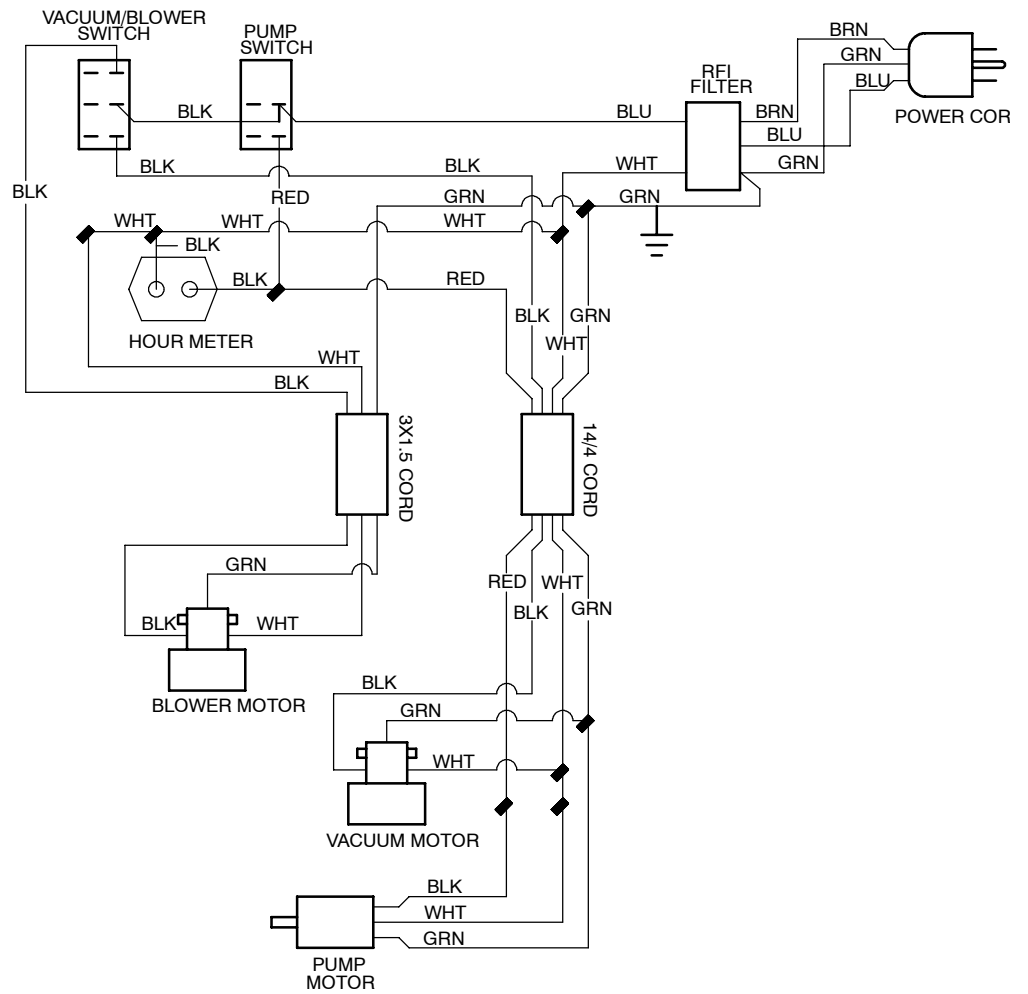 VACUUM/BLOWER
SWITCH
PUMP
SWITCH
BRN
GRN
BLU
POWER COR
RFI
FILTER
BLK
BLU
BRN
BLU
GRN
BLK
BLK
BLK
WHT
RED
GRN
GRN
WHT
WHT
WHT
BLK
BLK
RED
HOUR METER
BLK
GRN
WHT
WHT
BLK
3X1.5 CORD
14/4 CORD
GRN
RED
WHT
BLK
GRN
BLK
WHT
BLOWER MOTOR
BLK
GRN
WHT
VACUUM MOTOR
BLK
WHT
GRN
PUMP
MOTOR